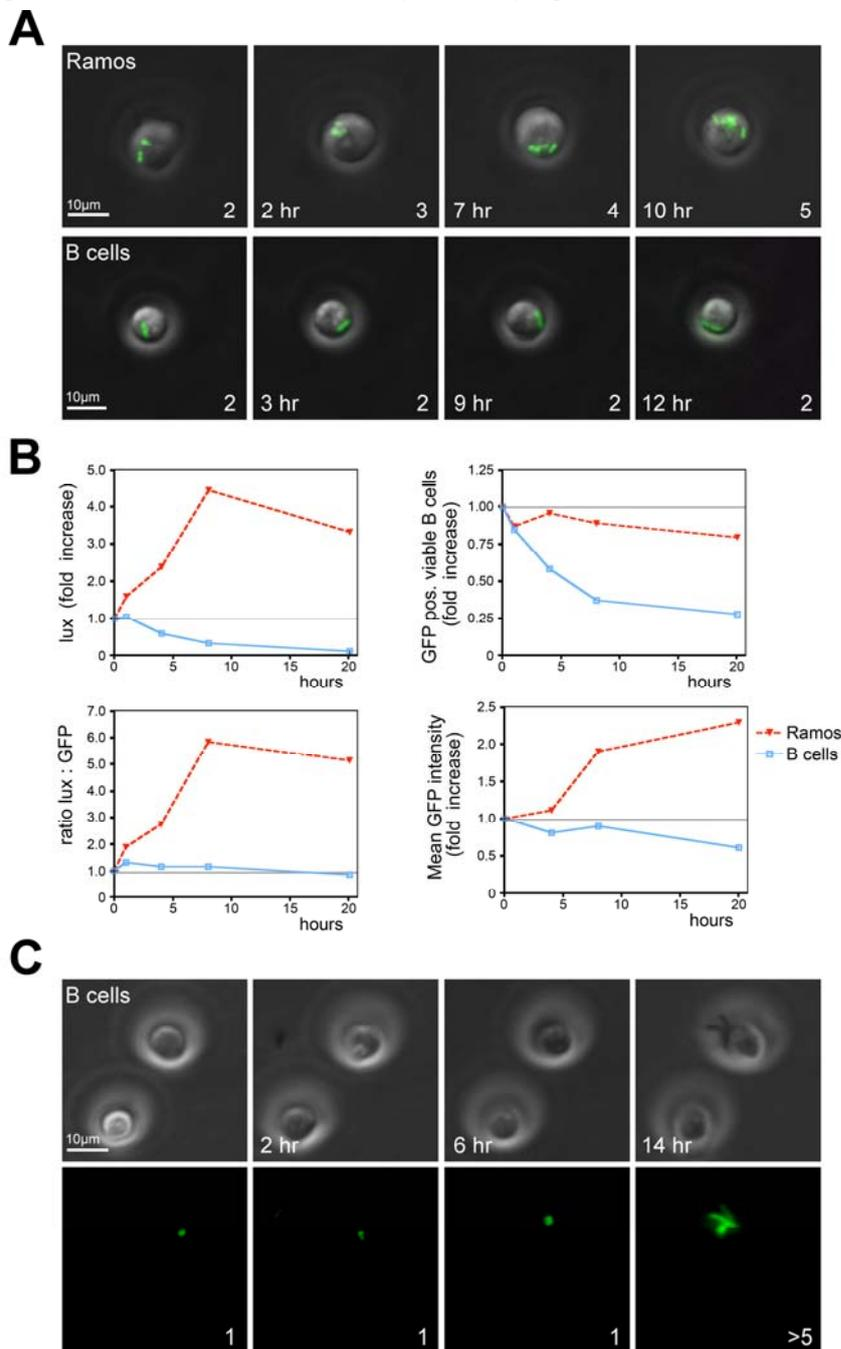 A
Ramos
10µm
2
2 hr
3
7 hr
4
10 hr
5
B cells
10µm
2
3 hr
2
9 hr
2
12 hr
2
B
lux (fold increase)
5.0
4.0
3.0
2.0
1.0
0
0
5
10
15
20
hours
GFP pos. viable B cells
(fold increase)
1.25
1.00
0.75
0.50
0.25
0
0
5
10
15
20
hours
ratio lux : GFP
7.0
6.0
5.0
4.0
3.0
2.0
1.0
0
0
5
10
15
20
hours
Mean GFP intensity
(fold increase)
2.5
2.0
1.5
1.0
0.5
0
0
5
10
15
20
hours
Ramos
B cells
C
B cells
10µm
2 hr
6 hr
14 hr
1
1
1
>5